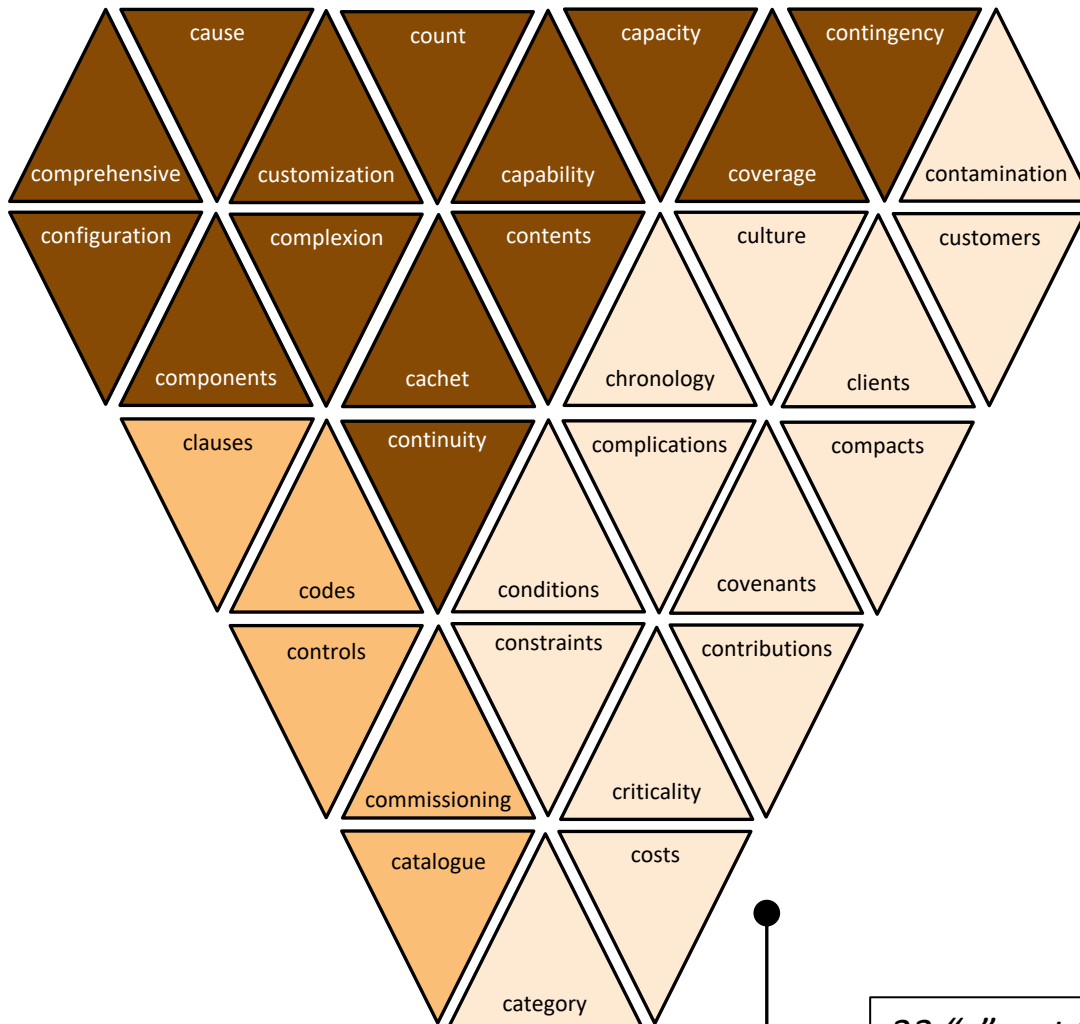 cause
count
capacity
contingency
comprehensive
customization
capability
coverage
contamination
configuration
complexion
contents
culture
customers
components
cachet
chronology
clients
clauses
continuity
complications
compacts
codes
conditions
covenants
controls
constraints
contributions
commissioning
criticality
catalogue
costs
category